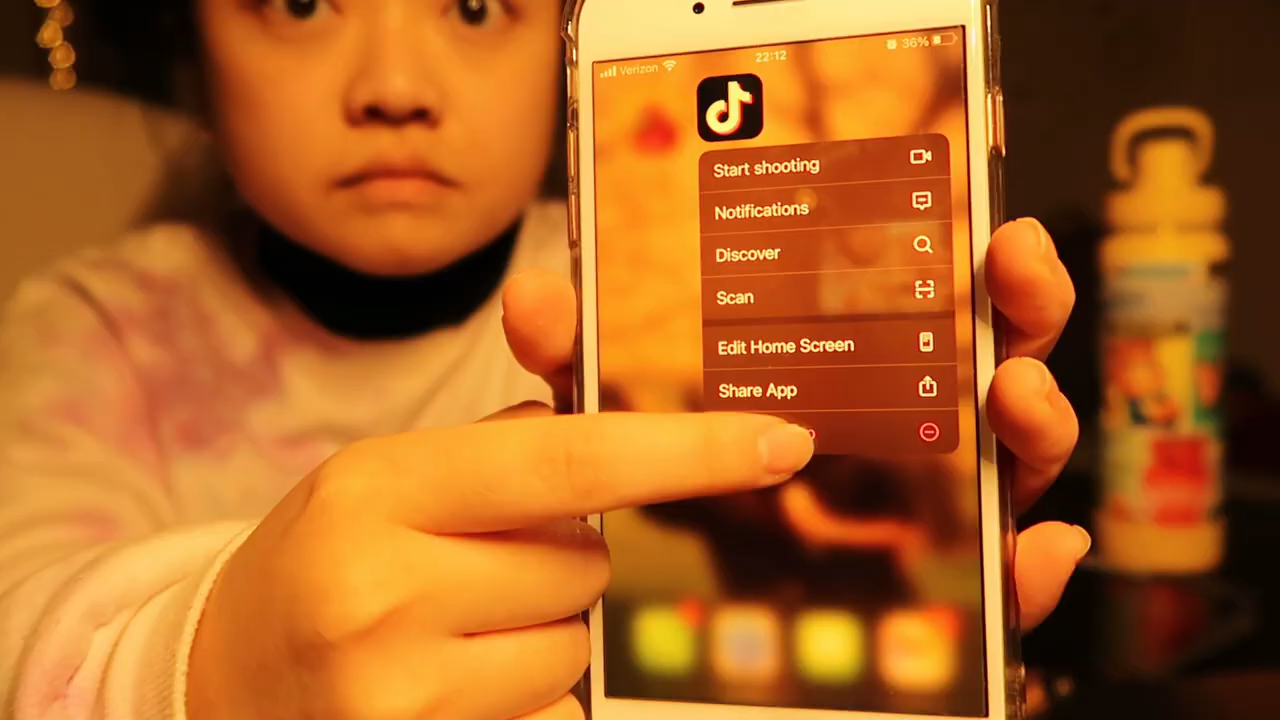 Verizon 22:12 36%
Start shooting
Notifications
Discover
Scan
Edit Home Screen
Share App